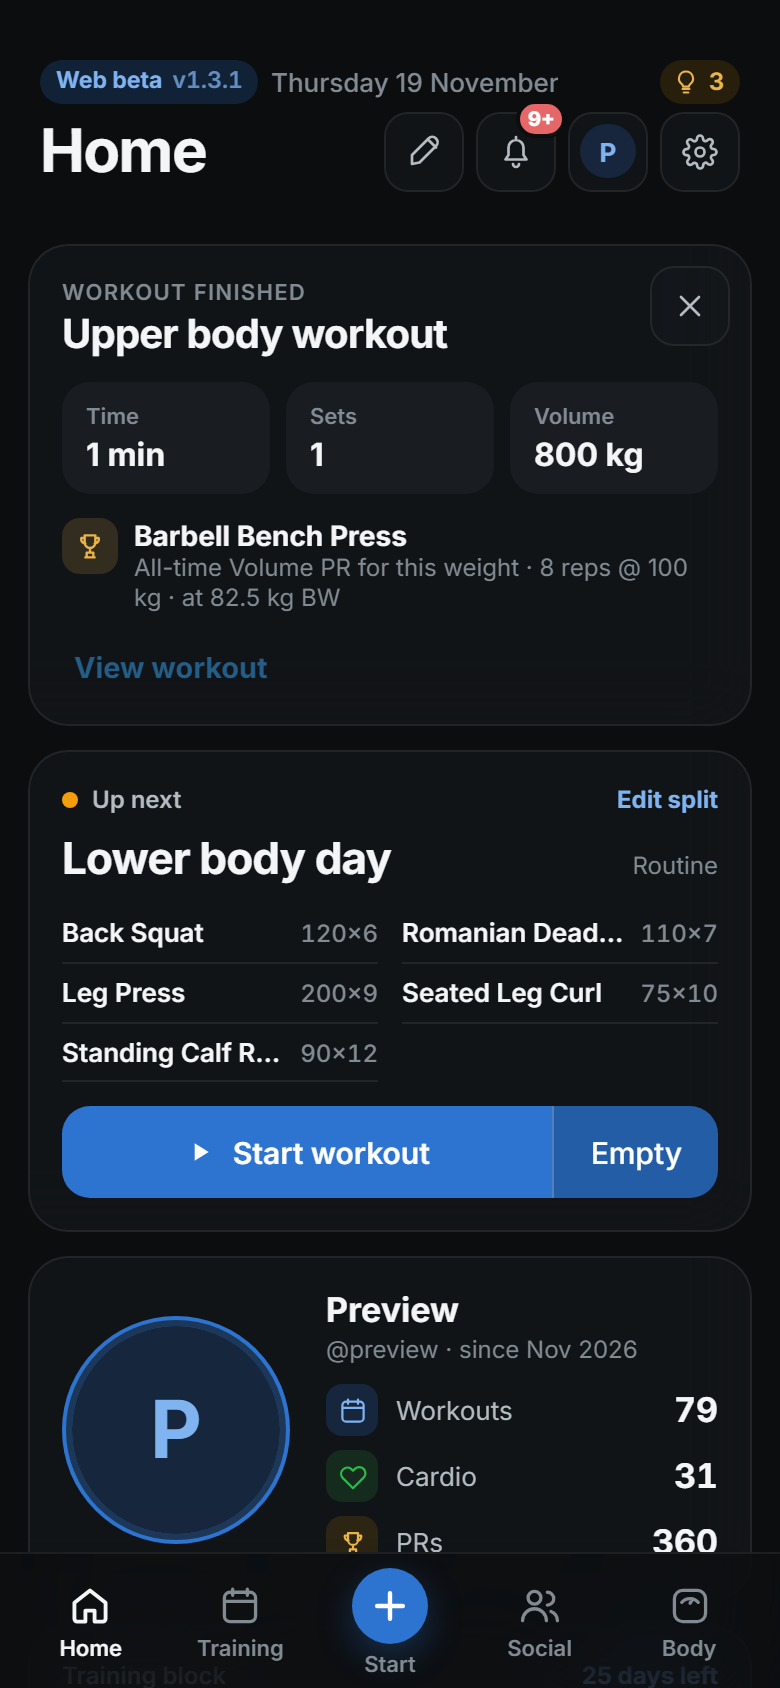 Web beta v1.3.1 Thursday 19 November 3
Home
9+
P
WORKOUT FINISHED
Upper body workout
Time Sets Volume
1 min 1 800 kg
Barbell Bench Press
All-time Volume PR for this weight · 8 reps @ 100
kg · at 82.5 kg BW
View workout
Up next Edit split
Lower body day Routine
Back Squat 120×6 Romanian Dead... 110×7
Leg Press 200×9 Seated Leg Curl 75×10
Standing Calf R... 90×12
Start workout Empty
P
Preview
@preview · since Nov 2026
Workouts 79
Cardio 31
PRs 360
Home Training Start Social Body
Training block 25 days left